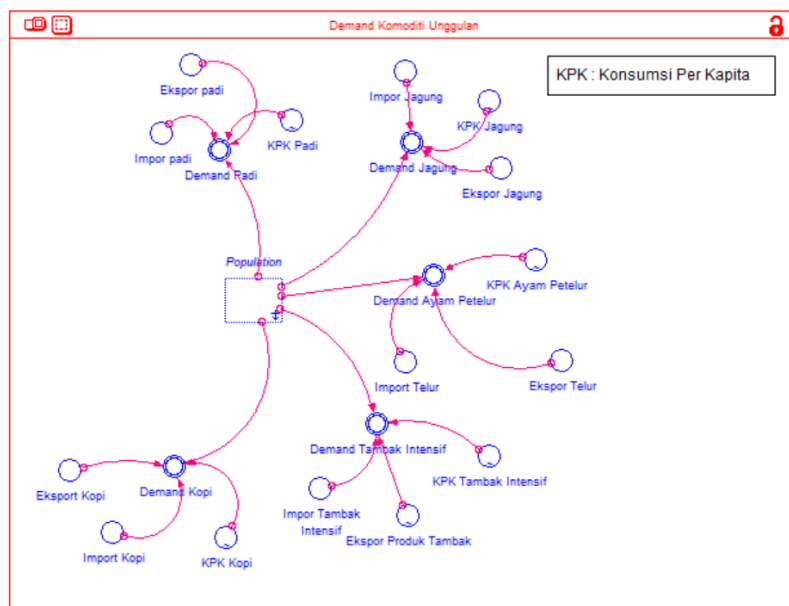 Demand Komoditi Unggulan
KPK : Konsumsi Per Kapita
Ekspor padi
Impor padi
KPK Padi
Demand Padi
Impor Jagung
KPK Jagung
Demand Jagung
Ekspor Jagung
Population
KPK Ayam Petelur
Demand Ayam Petelur
Import Telur
Ekspor Telur
Demand Tambak Intensif
KPK Tambak Intensif
Impor Tambak
Intensif
Ekspor Produk Tambak
Eksport Kopi
Demand Kopi
Import Kopi
KPK Kopi